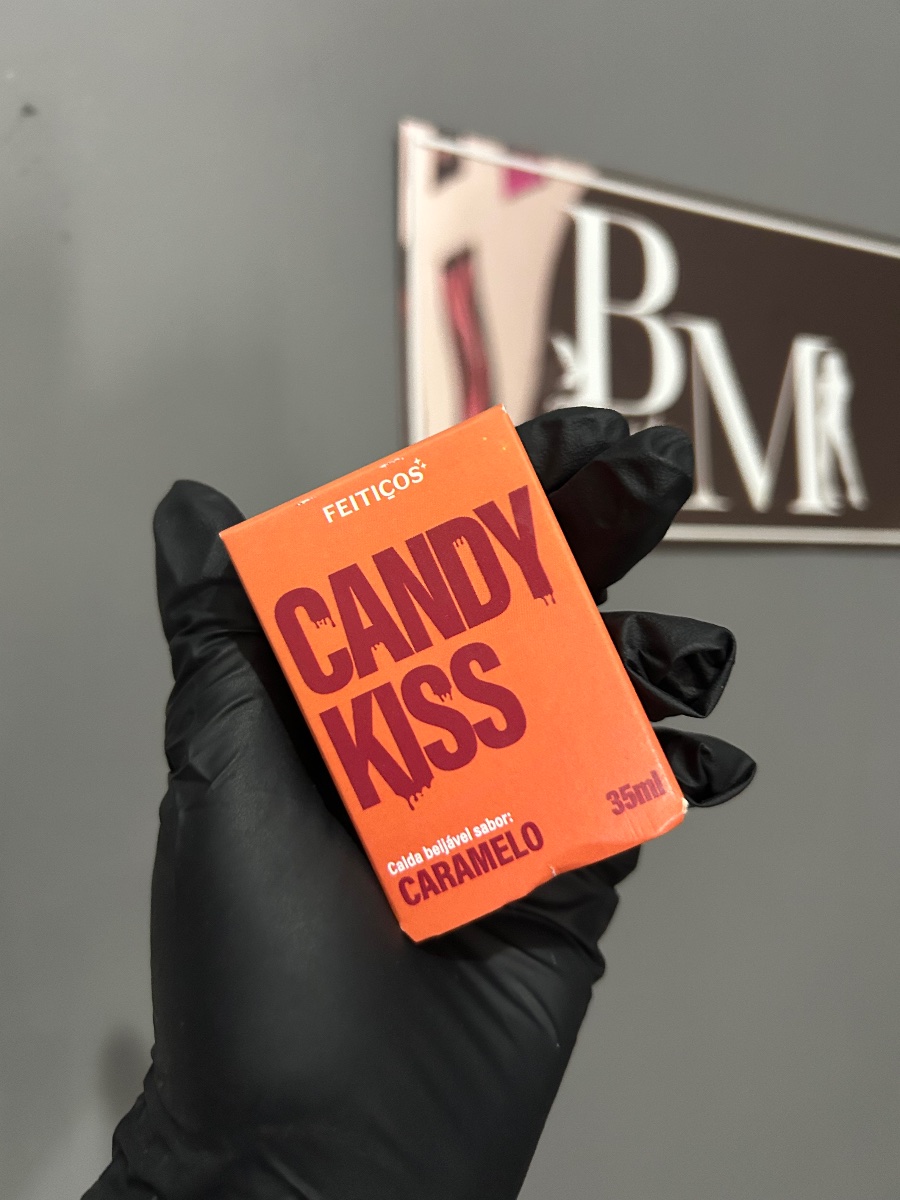 BM
FEITIÇOS
CANDY
KISS
35ml
Calda beijável sabor:
CARAMELO